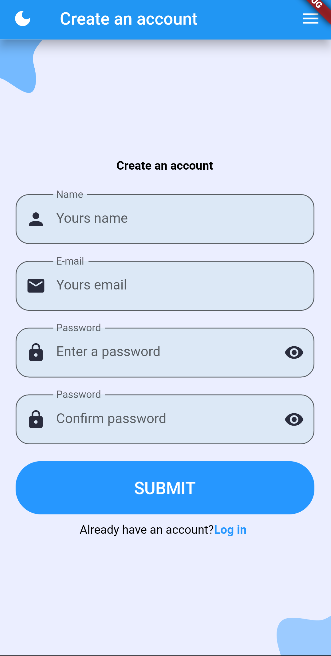 Create an account
Create an account
Name
Yours name
E-mail
Yours email
Password
Enter a password
Password
Confirm password
SUBMIT
Already have an account?Log in